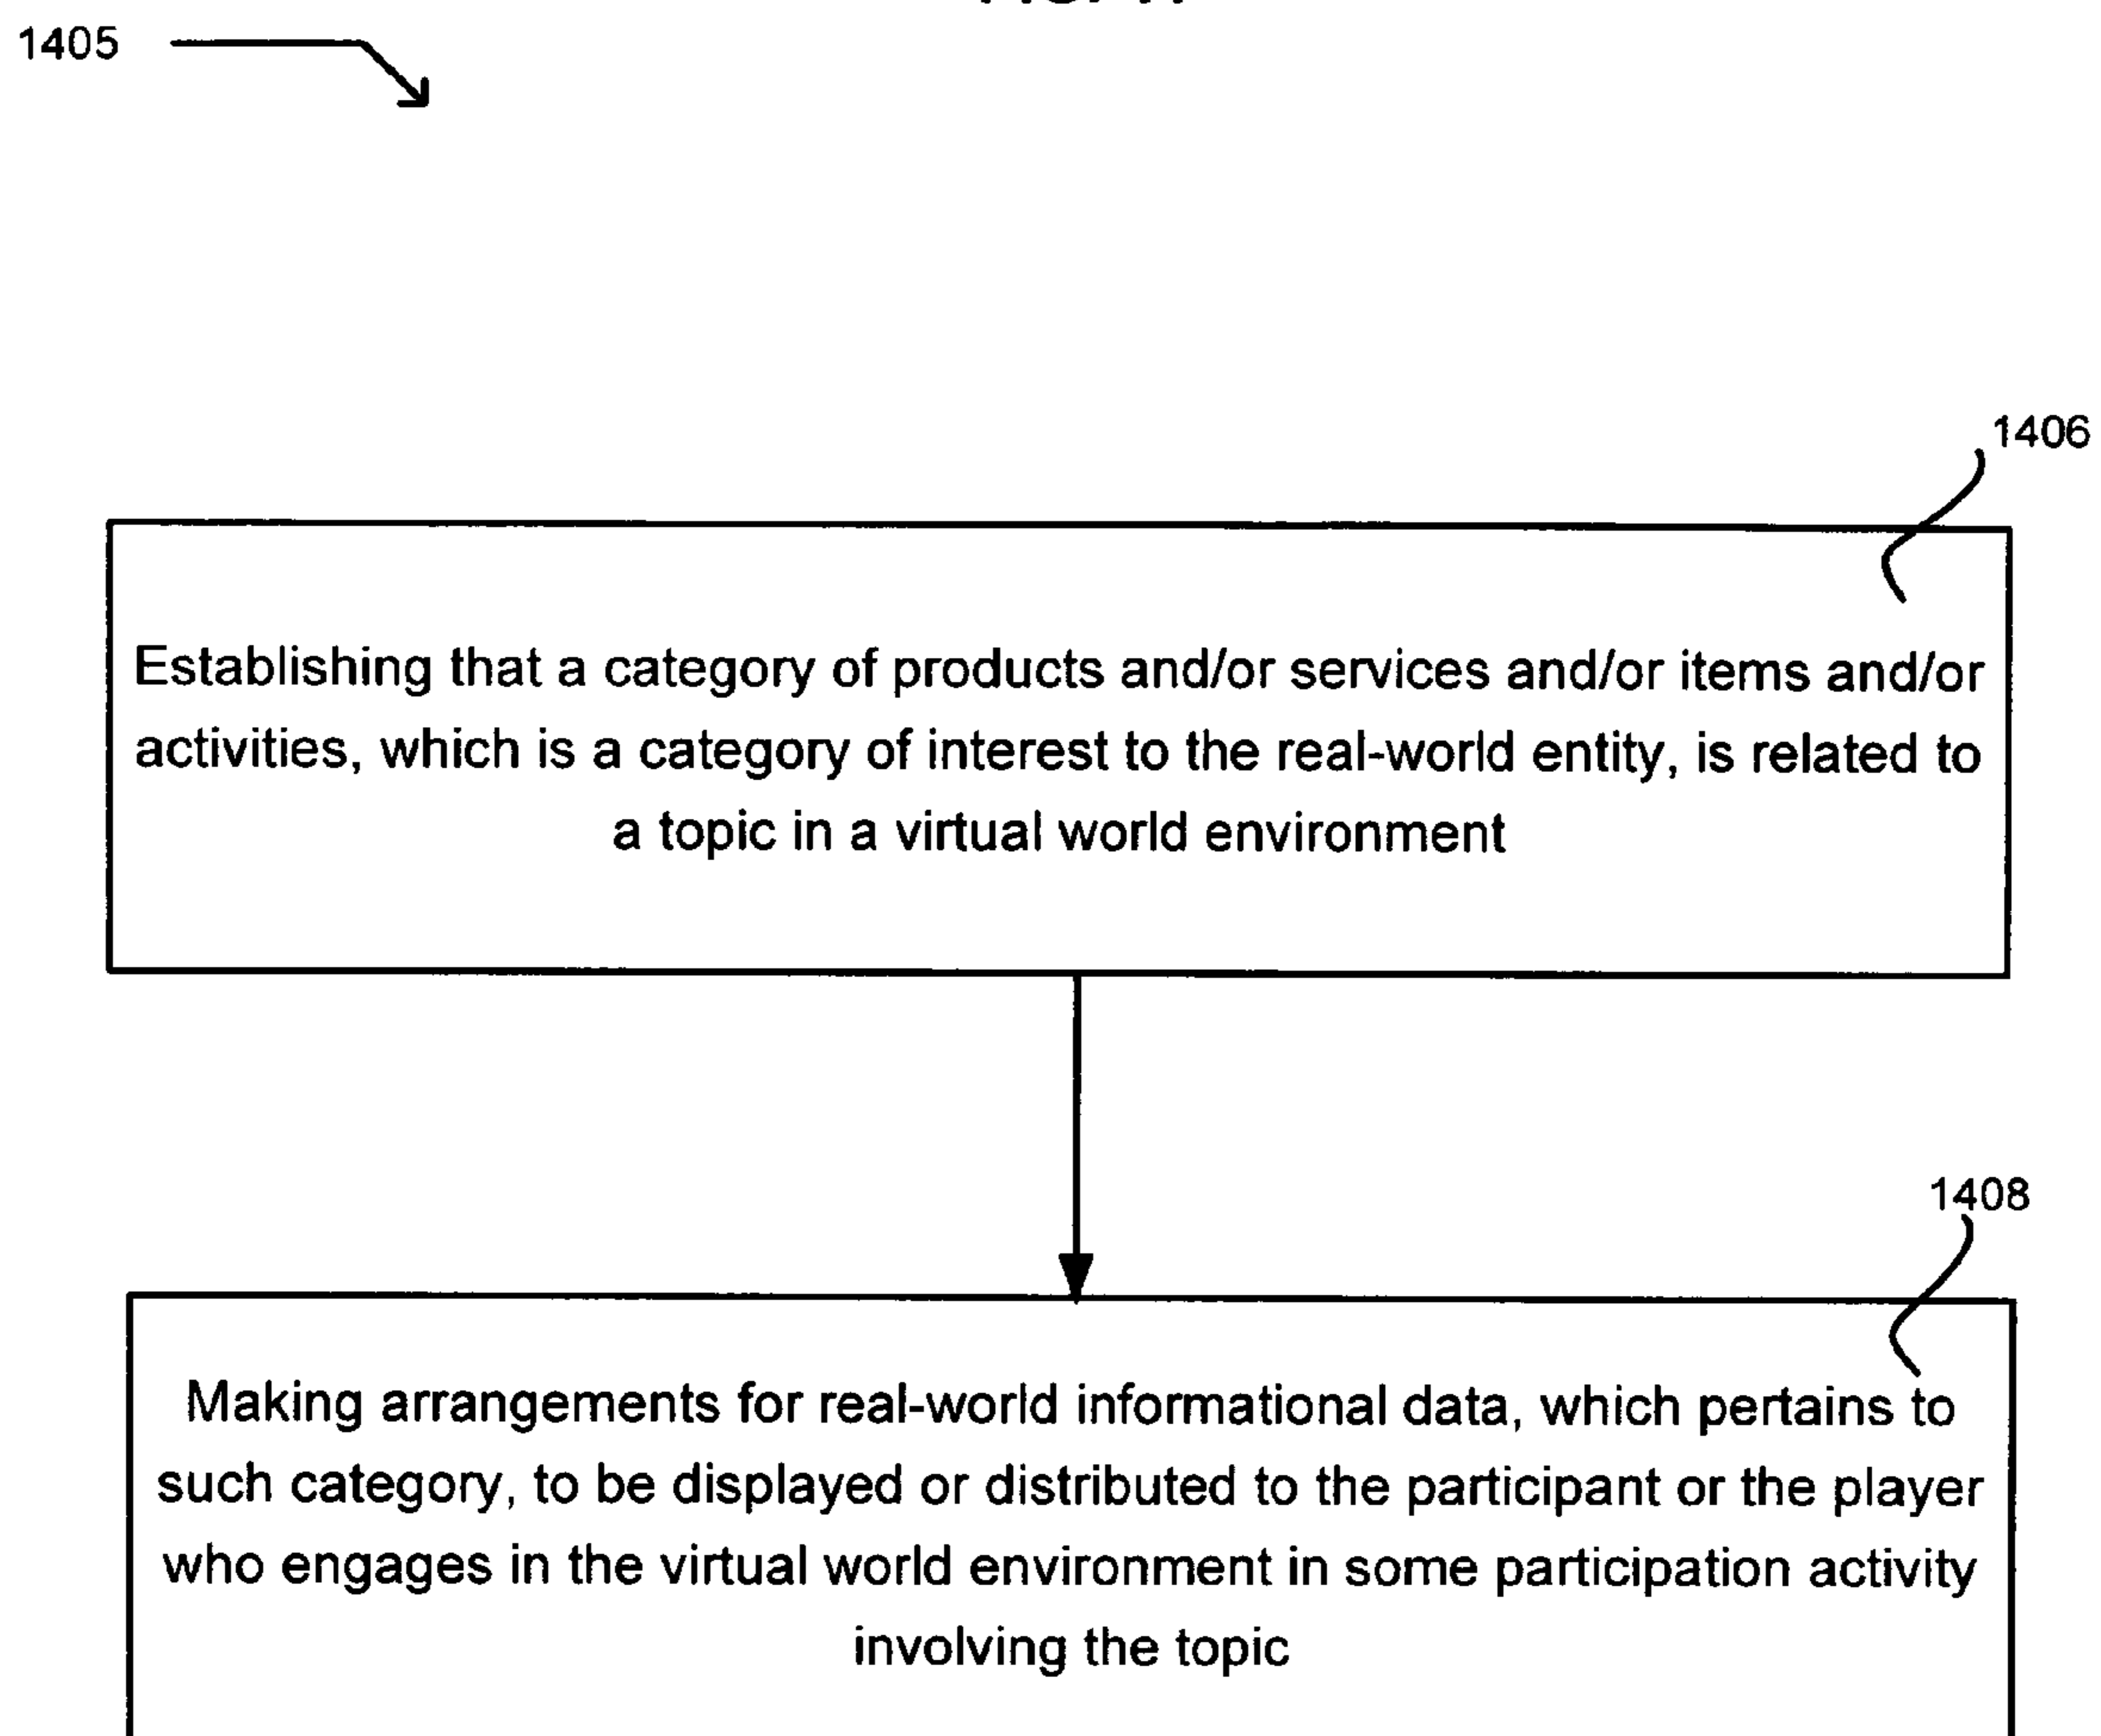 1405
1406
Establishing that a category of products and/or services and/or items and/or
activities, which is a category of interest to the real-world entity, is related to
a topic in a virtual world environment
1408
Making arrangements for real-world informational data, which pertains to
such category, to be displayed or distributed to the participant or the player
who engages in the virtual world environment in some participation activity
involving the topic